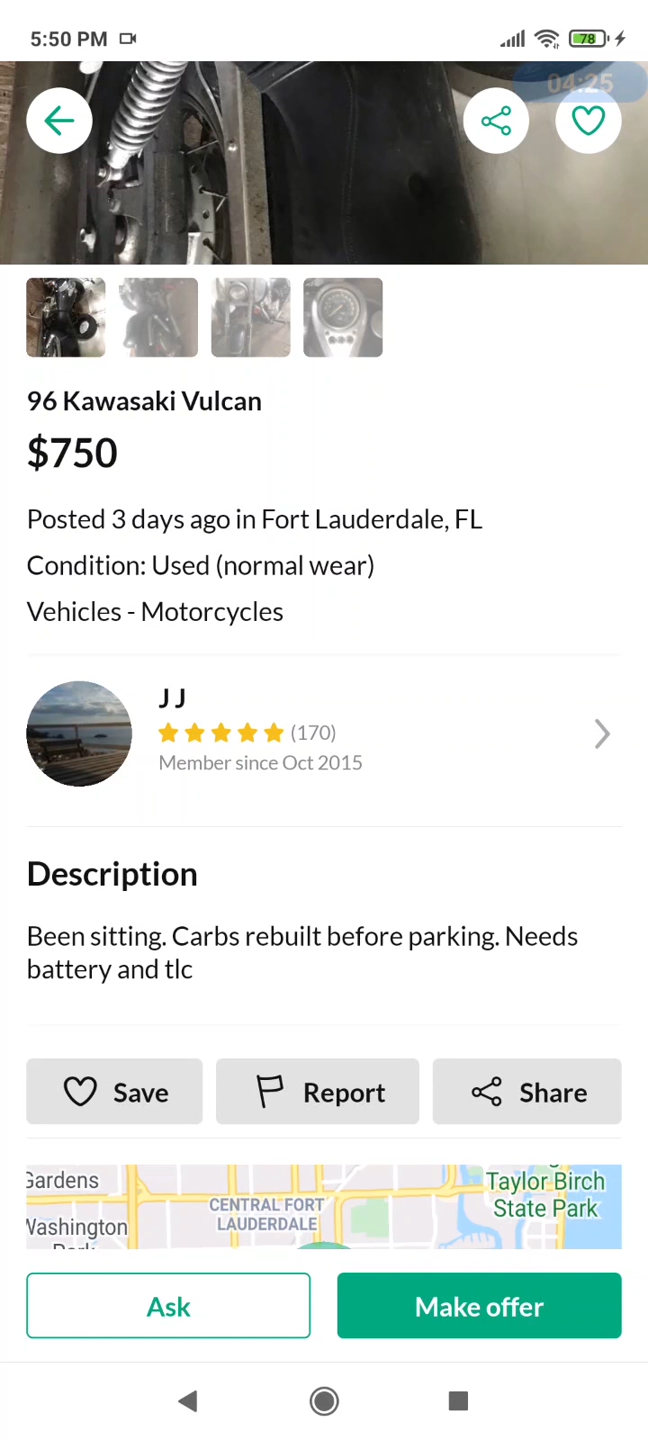 5:50 PM
78
04:25
96 Kawasaki Vulcan
$750
Posted 3 days ago in Fort Lauderdale, FL
Condition: Used (normal wear)
Vehicles - Motorcycles
J J
(170)
Member since Oct 2015
Description
Been sitting. Carbs rebuilt before parking. Needs
battery and tlc
Save
Report
Share
Gardens
Taylor Birch
State Park
CENTRAL FORT
LAUDERDALE
Washington
Ask
Make offer